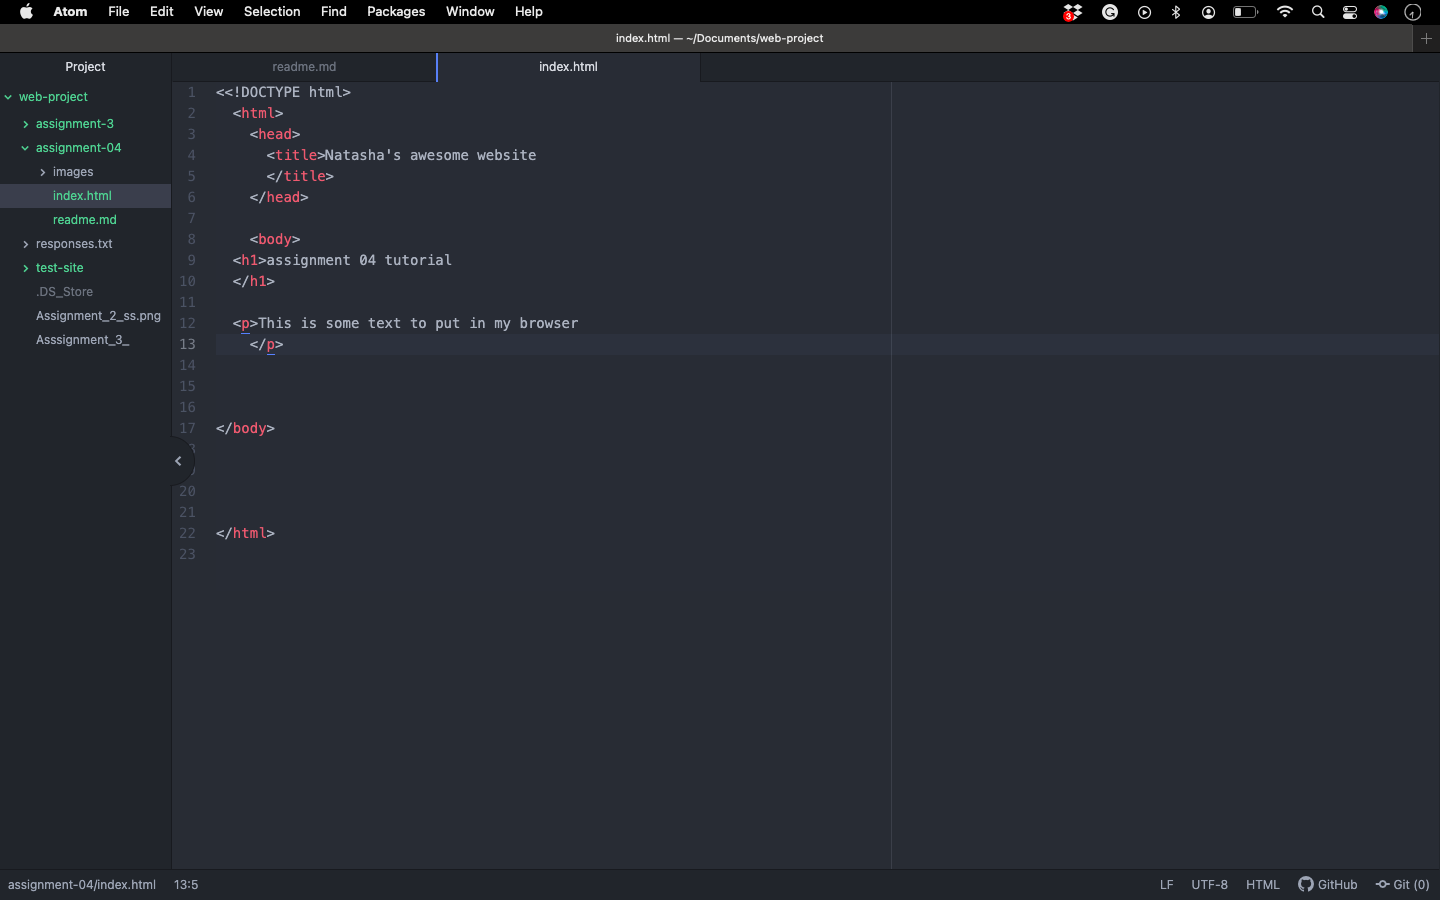 Atom File Edit View Selection Find Packages Window Help 3
index.html — ~/Documents/web-project
Project
readme.md
index.html
web-project
assignment-3
assignment-04
images
index.html
readme.md
responses.txt
test-site
.DS_Store
Assignment_2_ss.png
Asssignment_3_
1 <<!DOCTYPE html>
2 <html>
3 <head>
4 <title>Natasha's awesome website
5 </title>
6 </head>
7
8 <body>
9 <h1>assignment 04 tutorial
10 </h1>
11
12 <p>This is some text to put in my browser
13 </p>
14
15
16
17 </body>
20
21
22 </html>
23
assignment-04/index.html 13:5
LF UTF-8 HTML GitHub Git (0)